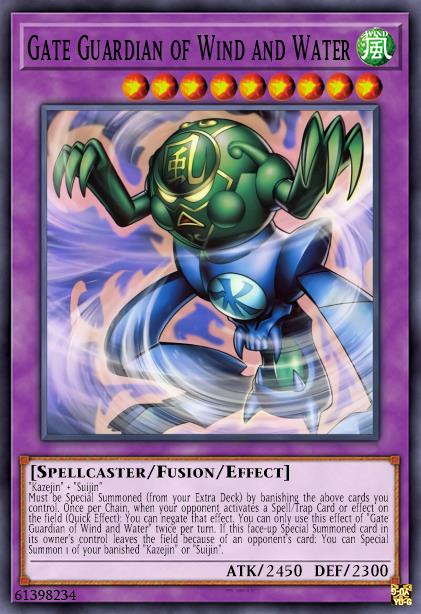 GATE GUARDIAN OF WIND AND WATER
WIND
風
風
水
[SPELLCASTER/FUSION/EFFECT]
"Kazejin" + "Suijin"
Must be Special Summoned (from your Extra Deck) by banishing the above cards you
control. Once per Chain, when your opponent activates a Spell/Trap Card or effect on
the field (Quick Effect): You can negate that effect. You can only use this effect of "Gate
Guardian of Wind and Water" twice per turn. If this face-up Special Summoned card in
its owner's control leaves the field because of an opponent's card: You can Special
Summon 1 of your banished "Kazejin" or "Suijin".
ATK/2450 DEF/2300
61398234